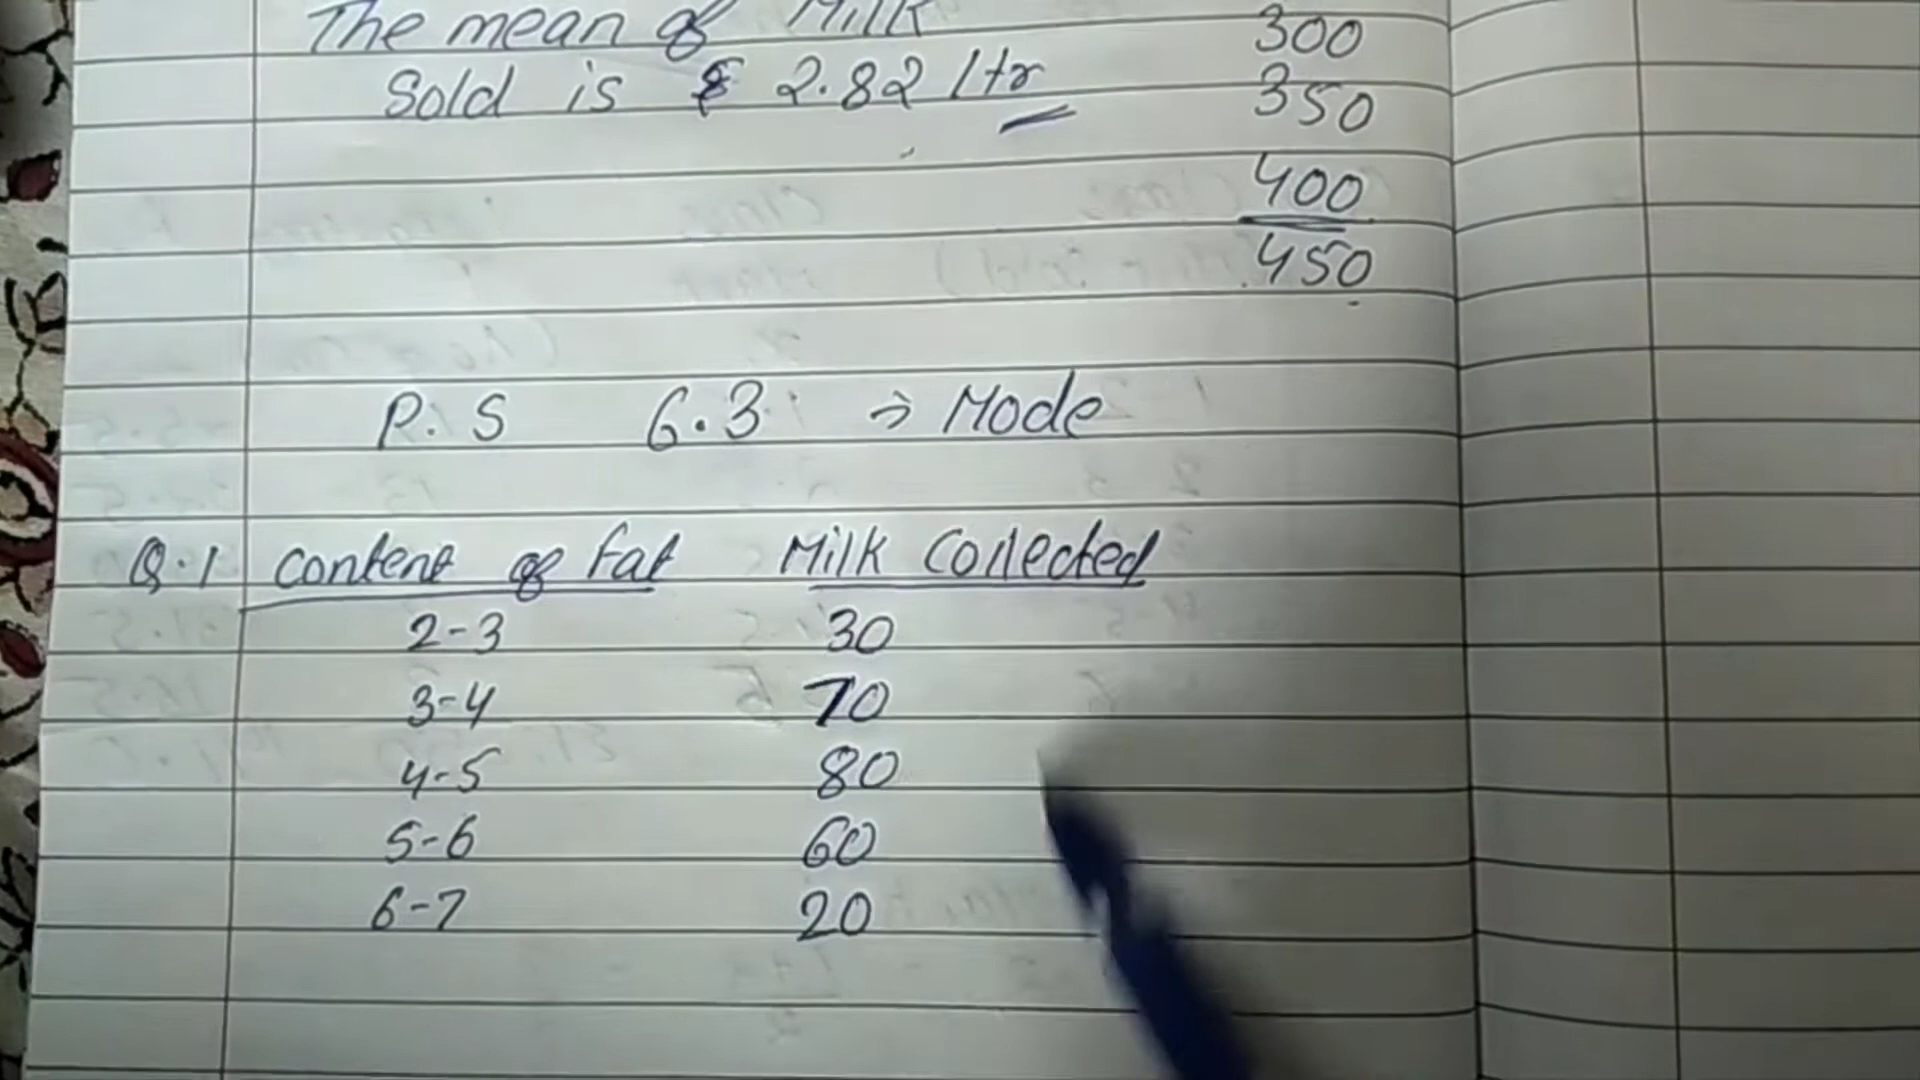 The mean of Milk
Sold is 2.82 ltr
300
350
400
450
P.S 6.3 ⇒ Mode
Q.1 Content of Fat Milk Collected
2-3 30
3-4 70
4-5 80
5-6 60
6-7 20